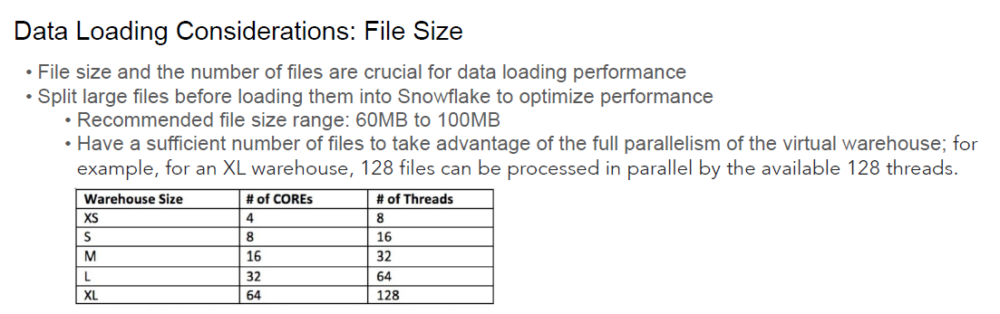 Data Loading Considerations: File Size
• File size and the number of files are crucial for data loading performance
• Split large files before loading them into Snowflake to optimize performance
• Recommended file size range: 60MB to 100MB
• Have a sufficient number of files to take advantage of the full parallelism of the virtual warehouse; for
example, for an XL warehouse, 128 files can be processed in parallel by the available 128 threads.
Warehouse Size # of COREs # of Threads
XS 4 8
S 8 16
M 16 32
L 32 64
XL 64 128